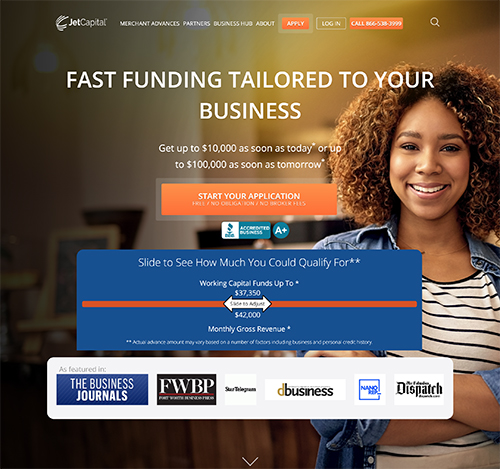 JetCapital
MERCHANT ADVANCES PARTNERS BUSINESS HUB ABOUT APPLY LOG IN CALL 866-538-3999
FAST FUNDING TAILORED TO YOUR
BUSINESS
Get up to $10,000 as soon as today* or up
to $100,000 as soon as tomorrow*
START YOUR APPLICATION
FREE / NO OBLIGATION / NO BROKER FEES
BBB ACCREDITED
BUSINESS A+
Slide to See How Much You Could Qualify For**
Working Capital Funds Up To *
$37,350
Slide to Adjust
$42,000
Monthly Gross Revenue *
** Actual advance amount may vary based on a number of factors including business and personal credit history
As featured in:
THE BUSINESS
JOURNALS
FWBP
FORT WORTH BUSINESS PRESS
Star-Telegram
dbusiness
NANO
REP.
The Columbus
Dispatch
dispatch.com